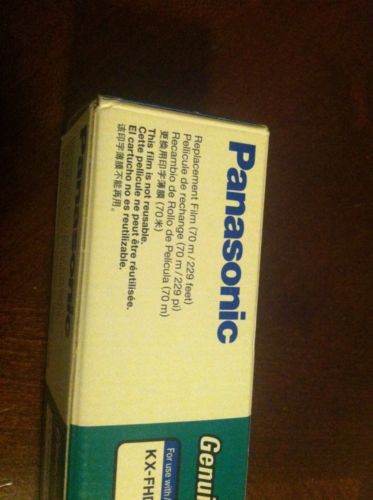 Panasonic
Replacement Film (70 m / 229 feet)
Pellicule de rechange (70 m / 229 pi)
Recambio de Rollo de Película (70 m)
更換用印字薄膜 (70米)
This film is not reusable.
Cette pellicule ne peut être réutilisée.
El cartucho no es reutilizable.
该印字薄膜不能再用。
Genui
For use with
KX-FHD
Panasonic